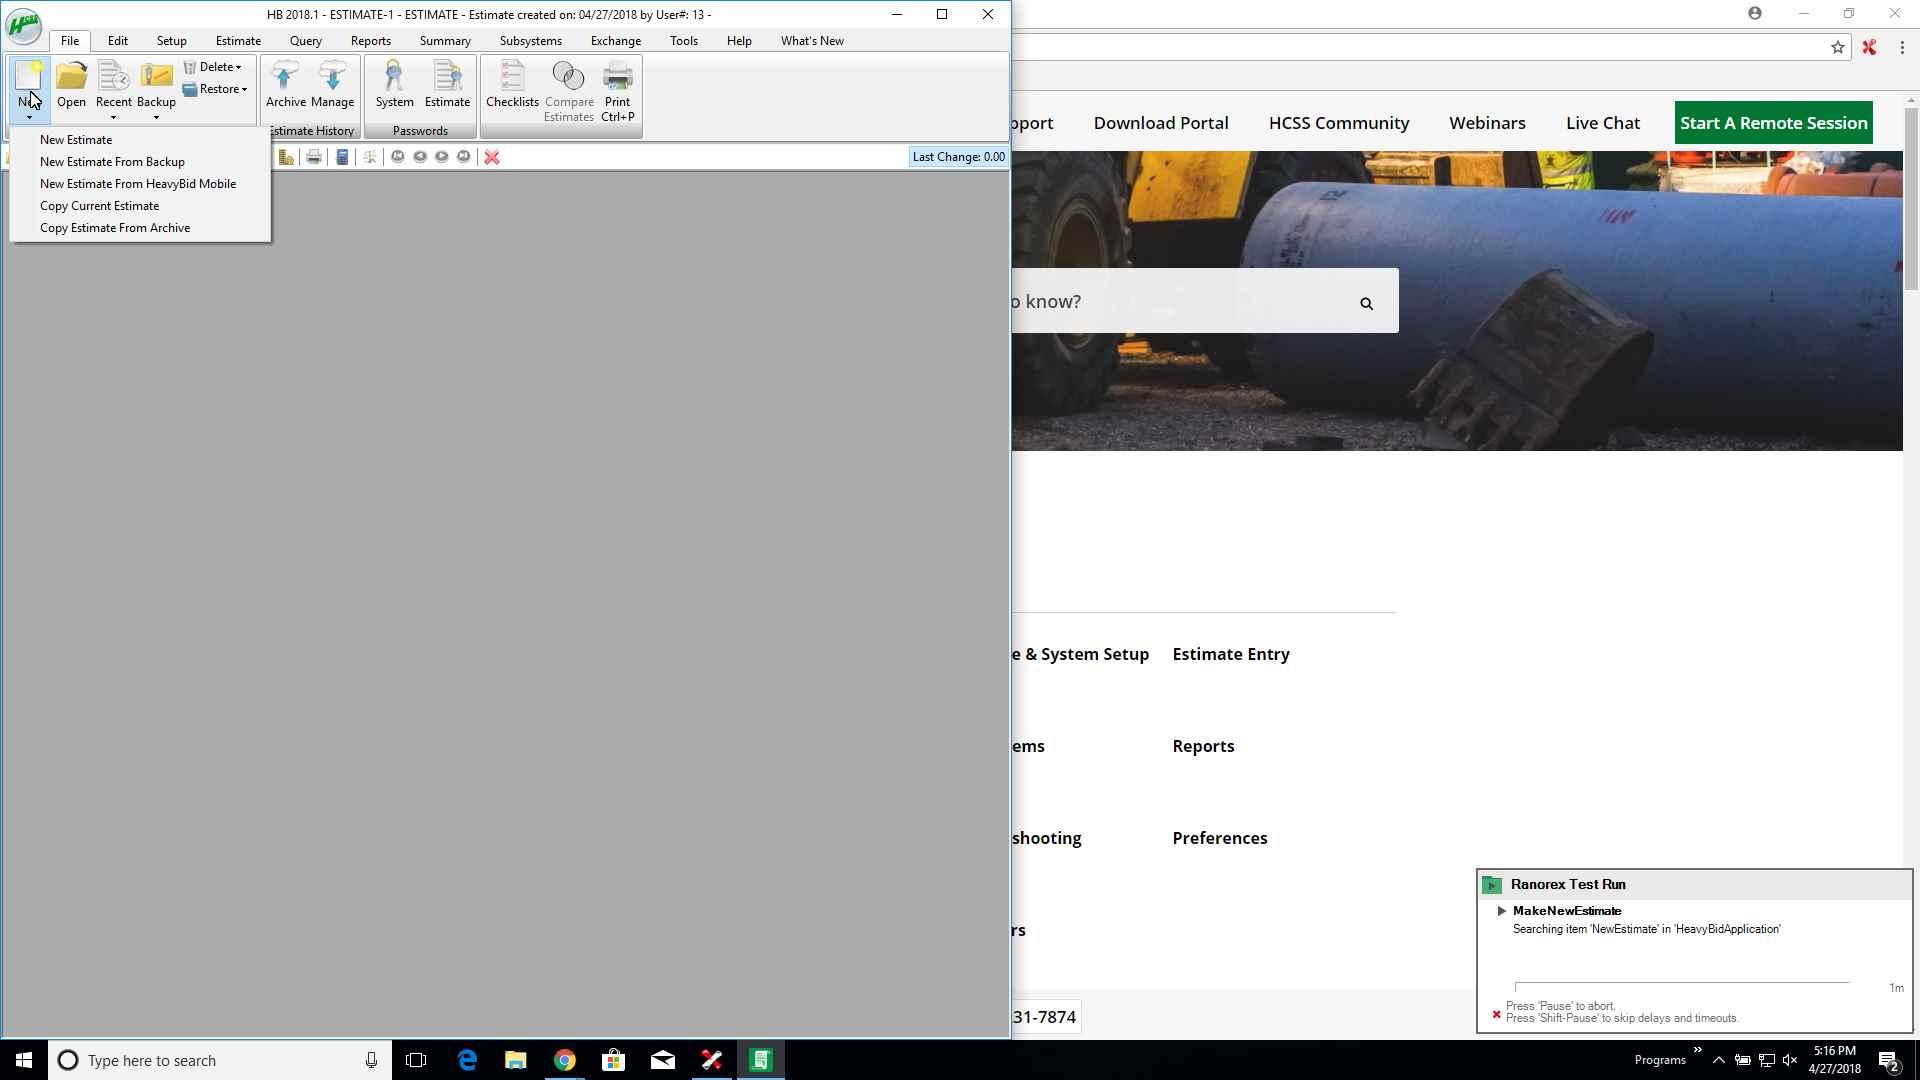 HB 2018.1 - ESTIMATE-1 - ESTIMATE - Estimate created on: 04/27/2018 by User#: 13 -
File Edit Setup Estimate Query Reports Summary Subsystems Exchange Tools Help What's New
Open Recent Backup Delete Restore
Archive Manage
System Estimate
Checklists Compare Estimates Print Ctrl+P
Estimate History
Passwords
New Estimate
New Estimate From Backup
New Estimate From HeavyBid Mobile
Copy Current Estimate
Copy Estimate From Archive
Last Change: 0.00
pport Download Portal HCSS Community Webinars Live Chat Start A Remote Session
o know?
e & System Setup Estimate Entry
ems Reports
shooting Preferences
rs
31-7874
Ranorex Test Run
MakeNewEstimate
Searching item 'NewEstimate' in 'HeavyBidApplication'
1m
Press 'Pause' to abort.
Press 'Shift-Pause' to skip delays and timeouts.
Type here to search
Programs
5:16 PM
4/27/2018
2